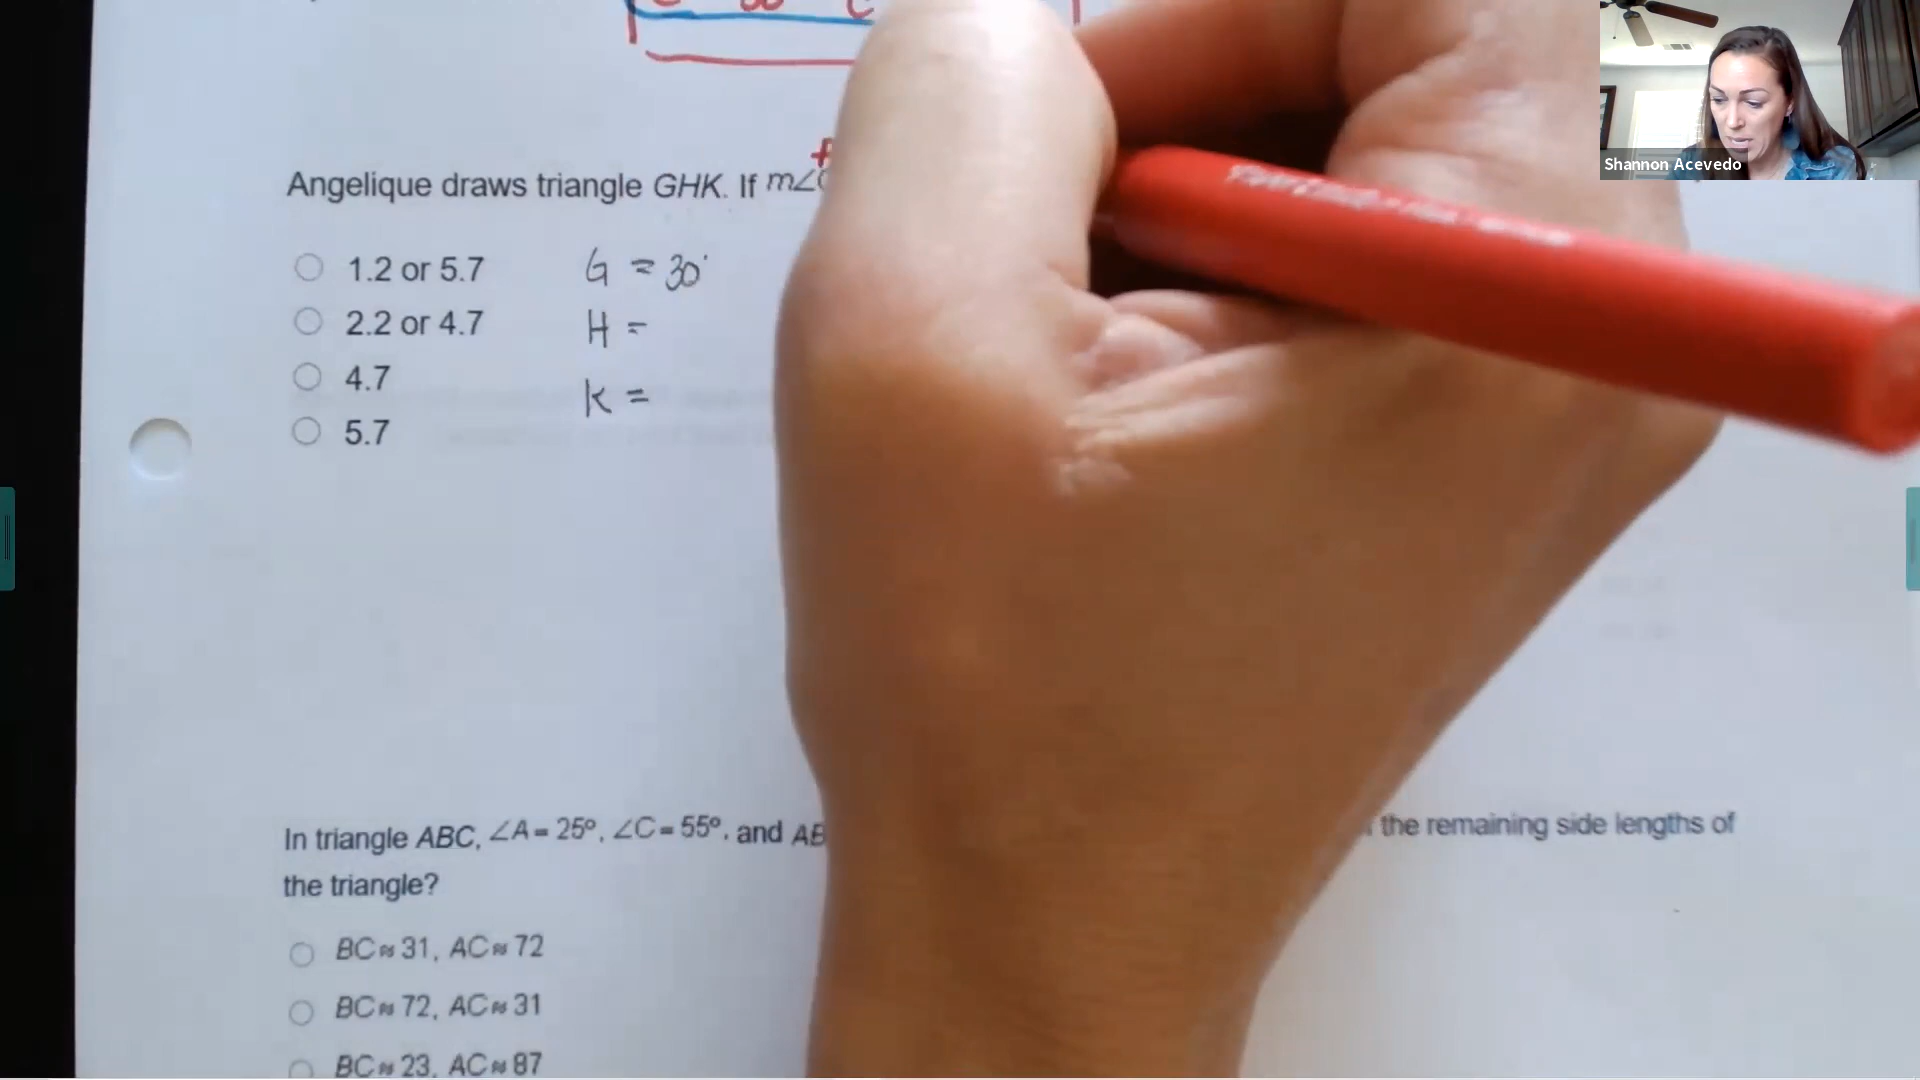 Shannon Acevedo
Angelique draws triangle GHK. If m∠
1.2 or 5.7
G = 30°
2.2 or 4.7
H =
4.7
K =
5.7
In triangle ABC, ∠A = 25°, ∠C = 55°, and AB
the remaining side lengths of
the triangle?
BC ≈ 31, AC ≈ 72
BC ≈ 72, AC ≈ 31
BC ≈ 23, AC ≈ 87